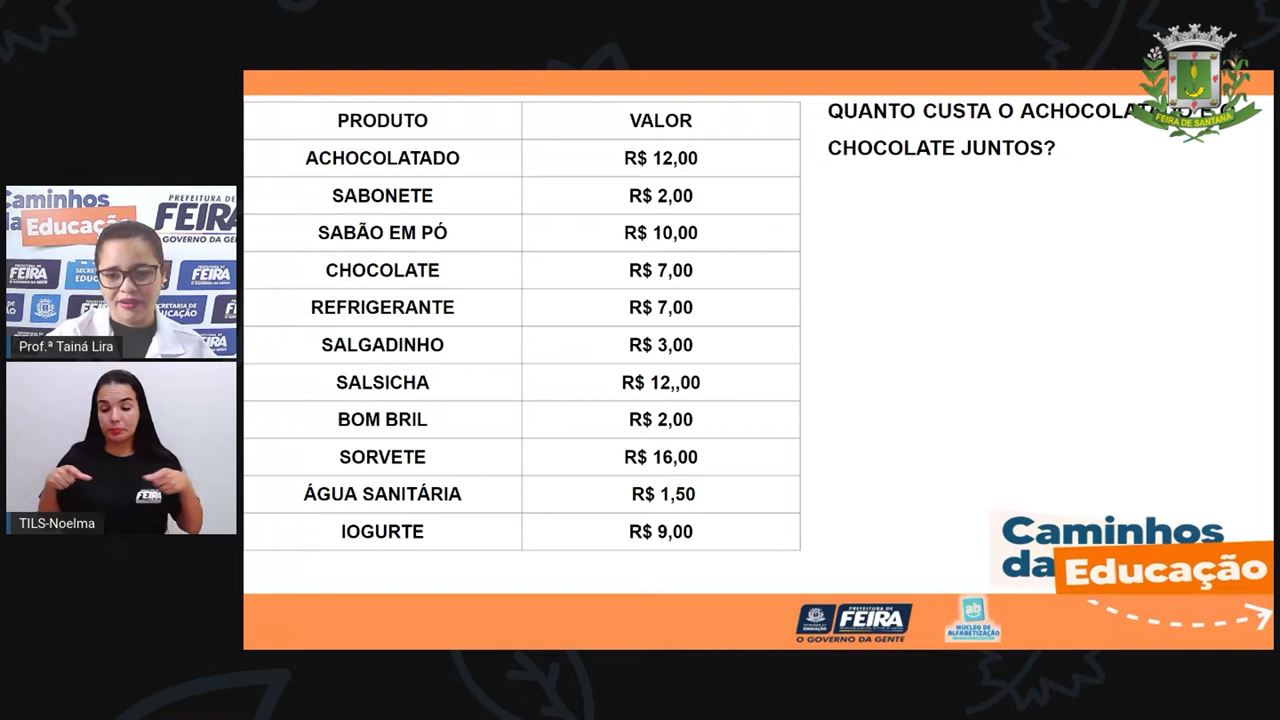 FEIRA DE SANTANA
QUANTO CUSTA O ACHOCOLATADO E O
CHOCOLATE JUNTOS?
PRODUTO VALOR
ACHOCOLATADO R$ 12,00
SABONETE R$ 2,00
SABÃO EM PÓ R$ 10,00
CHOCOLATE R$ 7,00
REFRIGERANTE R$ 7,00
SALGADINHO R$ 3,00
SALSICHA R$ 12,,00
BOM BRIL R$ 2,00
SORVETE R$ 16,00
ÁGUA SANITÁRIA R$ 1,50
IOGURTE R$ 9,00
Caminhos
da Educação
PREFEITURA DE
FEIRA
O GOVERNO DA GENTE
Prof.ª Tainá Lira
FEIRA
TILS-Noelma
Caminhos
da Educação
PREFEITURA DE
FEIRA
O GOVERNO DA GENTE
NÚCLEO DE
ALFABETIZAÇÃO